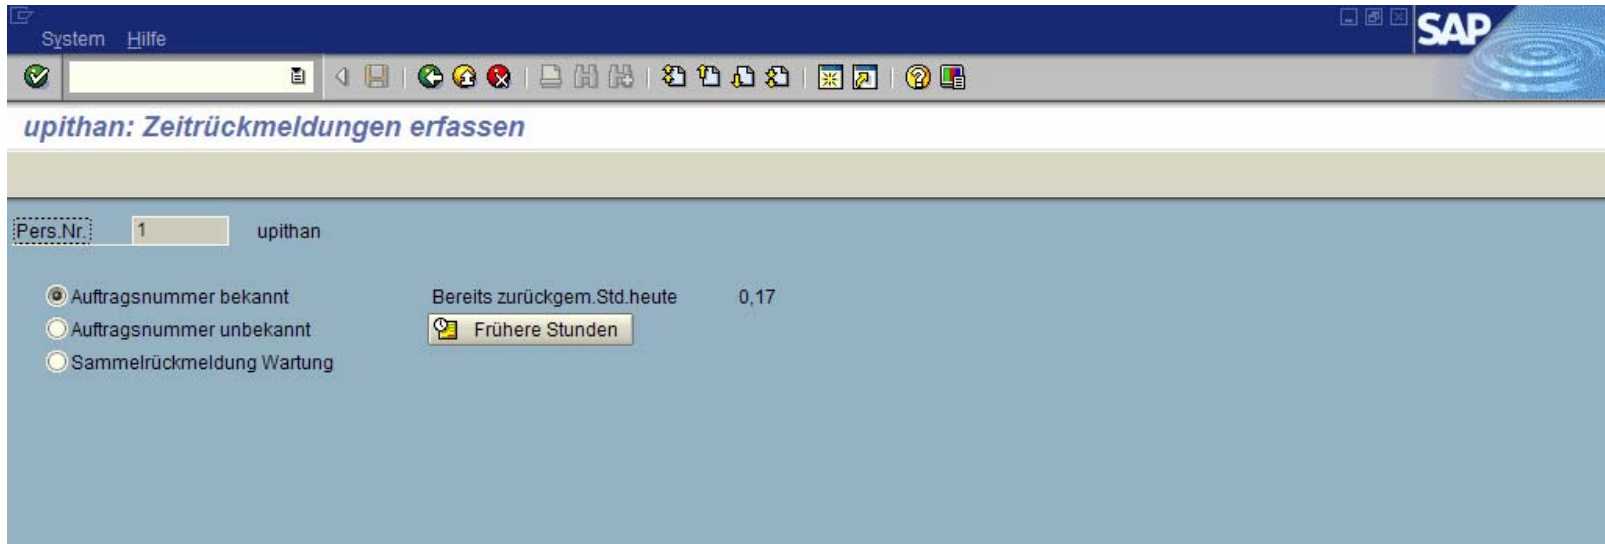 System Hilfe
SAP
upithan: Zeitrückmeldungen erfassen
Pers.Nr. 1 upithan
Auftragsnummer bekannt Bereits zurückgem.Std.heute 0,17
Auftragsnummer unbekannt Frühere Stunden
Sammelrückmeldung Wartung